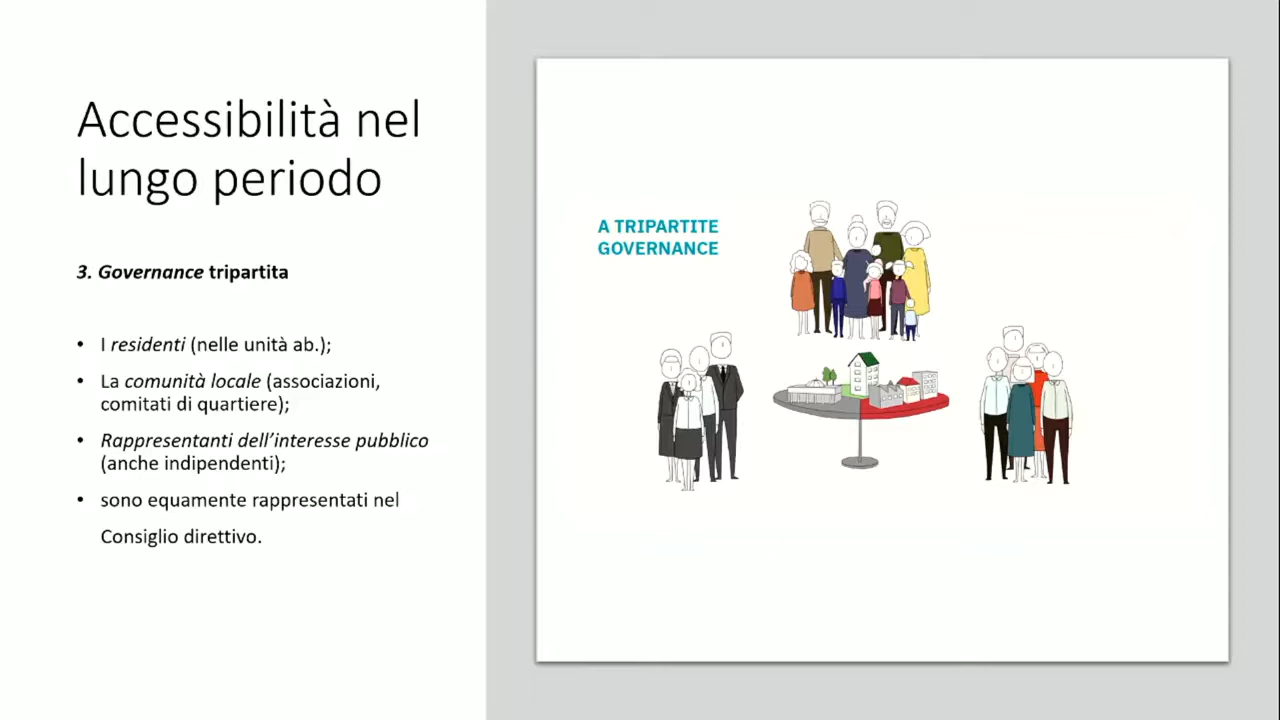 Accessibilità nel
lungo periodo
3. Governance tripartita
• I residenti (nelle unità ab.);
• La comunità locale (associazioni,
comitati di quartiere);
• Rappresentanti dell'interesse pubblico
(anche indipendenti);
• sono equamente rappresentati nel
Consiglio direttivo.
A TRIPARTITE
GOVERNANCE